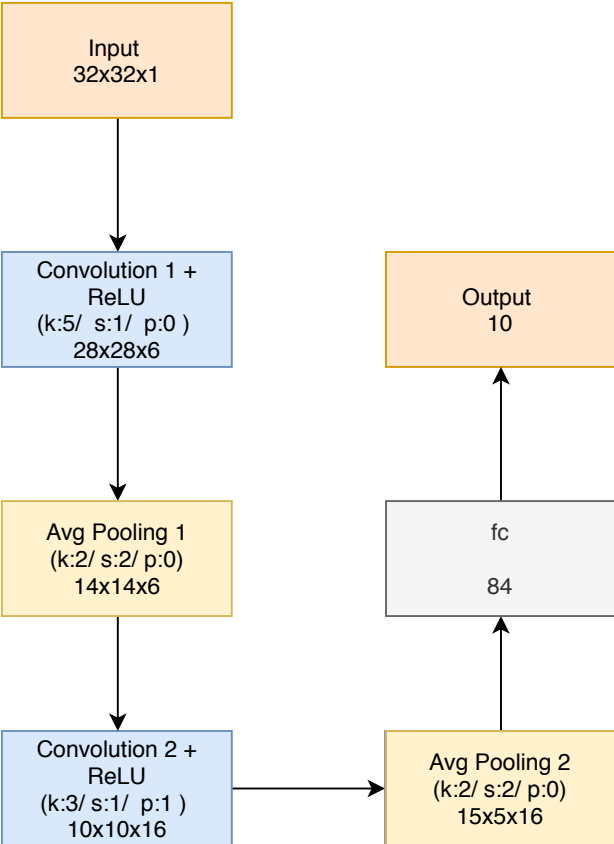 Input
32x32x1
Convolution 1 +
ReLU
(k:5/ s:1/ p:0 )
28x28x6
Avg Pooling 1
(k:2/ s:2/ p:0)
14x14x6
Convolution 2 +
ReLU
(k:3/ s:1/ p:1 )
10x10x16
Avg Pooling 2
(k:2/ s:2/ p:0)
15x5x16
fc
84
Output
10